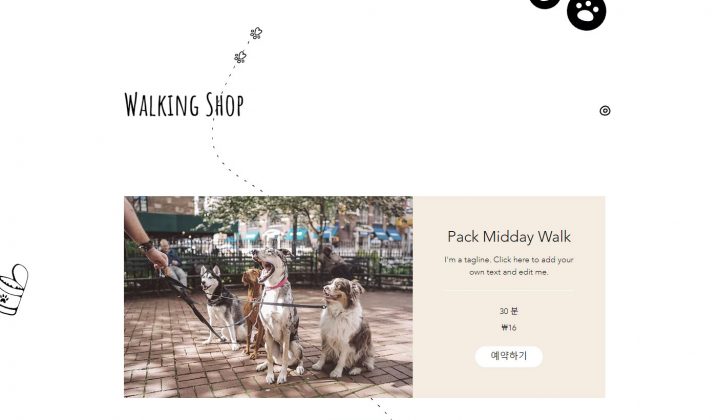 Walking Shop
Pack Midday Walk
I'm a tagline. Click here to add your
own text and edit me.
30 분
₩16
예약하기